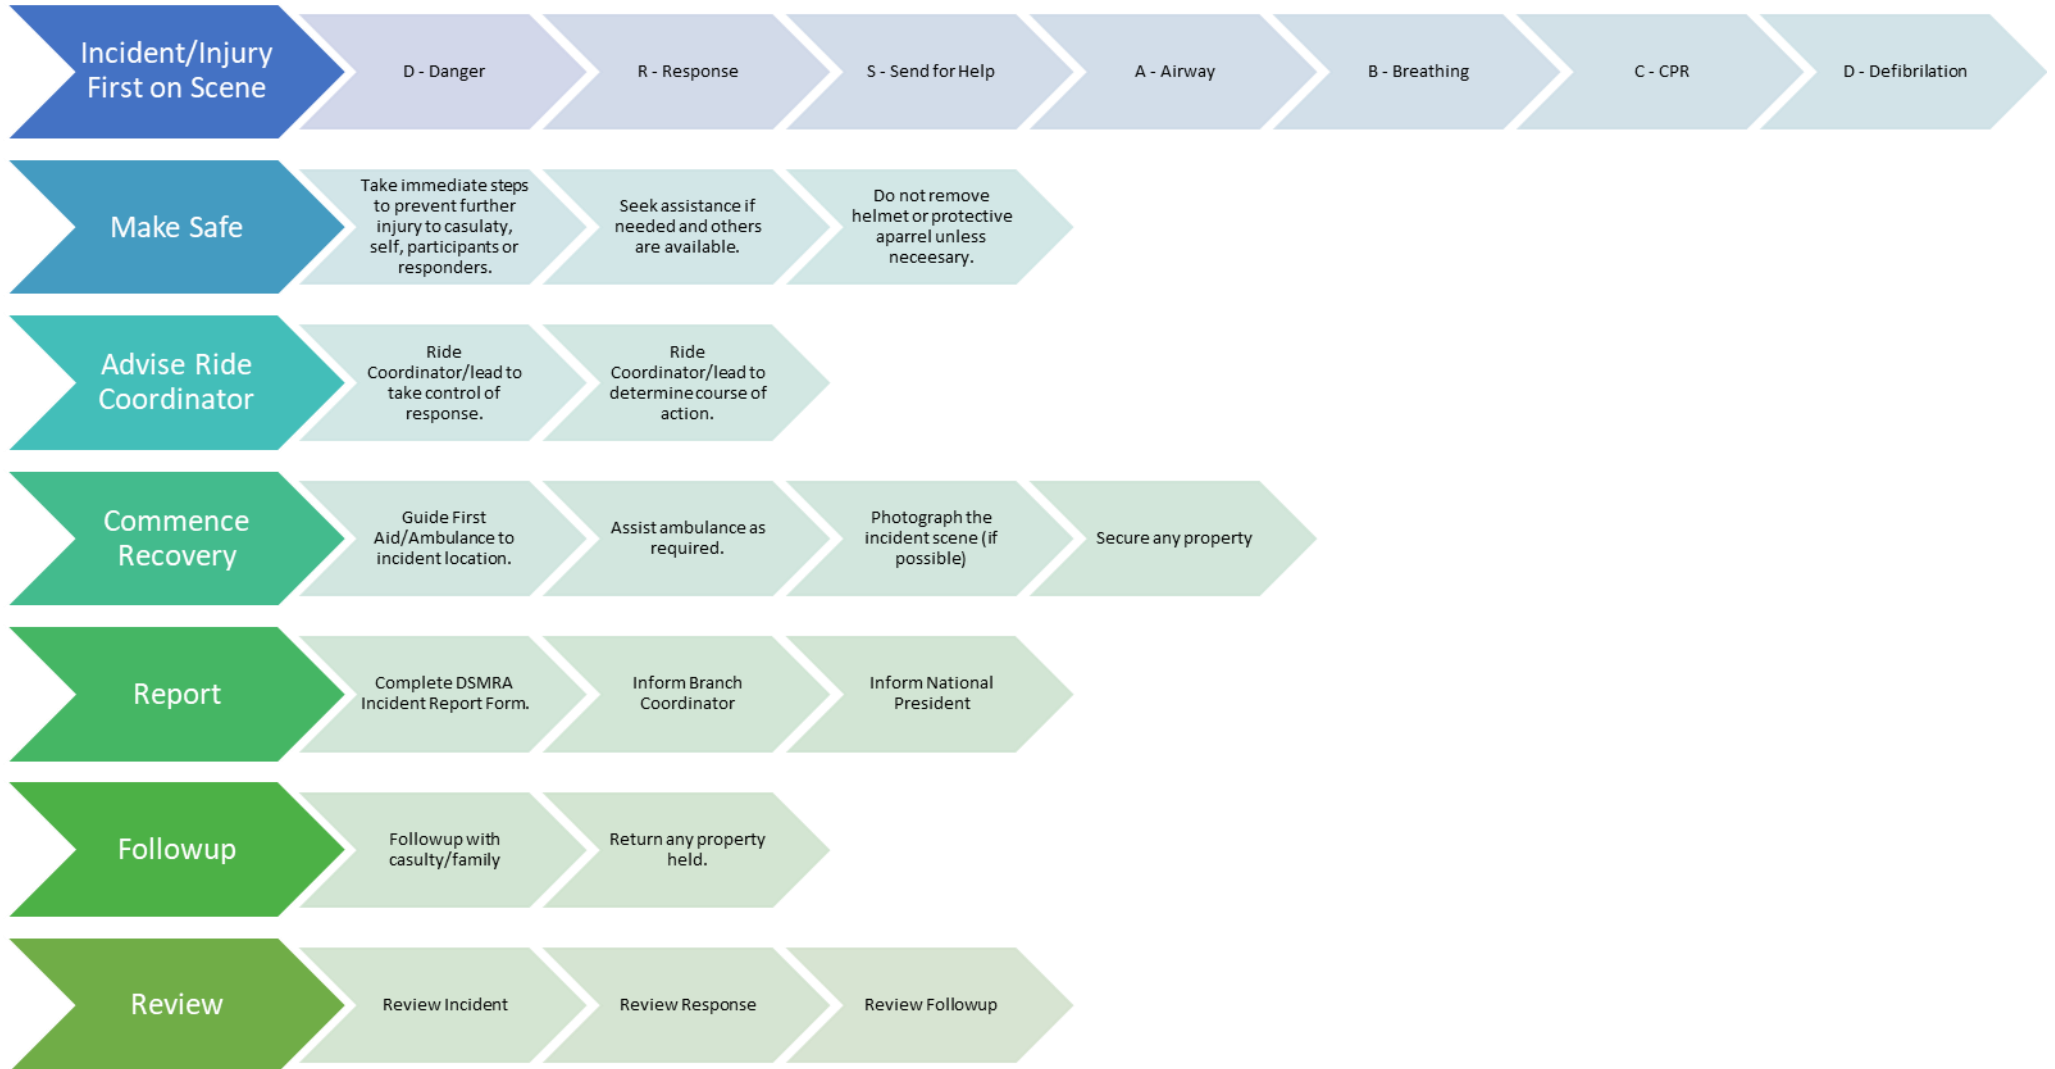 Incident/Injury
First on Scene
D - Danger
R - Response
S - Send for Help
A - Airway
B - Breathing
C - CPR
D - Defibrilation
Make Safe
Take immediate steps
to prevent further
injury to casulaty,
self, participants or
responders.
Seek assistance if
needed and others
are available.
Do not remove
helmet or protective
aparrel unless
neceesary.
Advise Ride
Coordinator
Ride
Coordinator/lead to
take control of
response.
Ride
Coordinator/lead to
determine course of
action.
Commence
Recovery
Guide First
Aid/Ambulance to
incident location.
Assist ambulance as
required.
Photograph the
incident scene (if
possible)
Secure any property
Report
Complete DSMRA
Incident Report Form.
Inform Branch
Coordinator
Inform National
President
Followup
Followup with
casulty/family
Return any property
held.
Review
Review Incident
Review Response
Review Followup